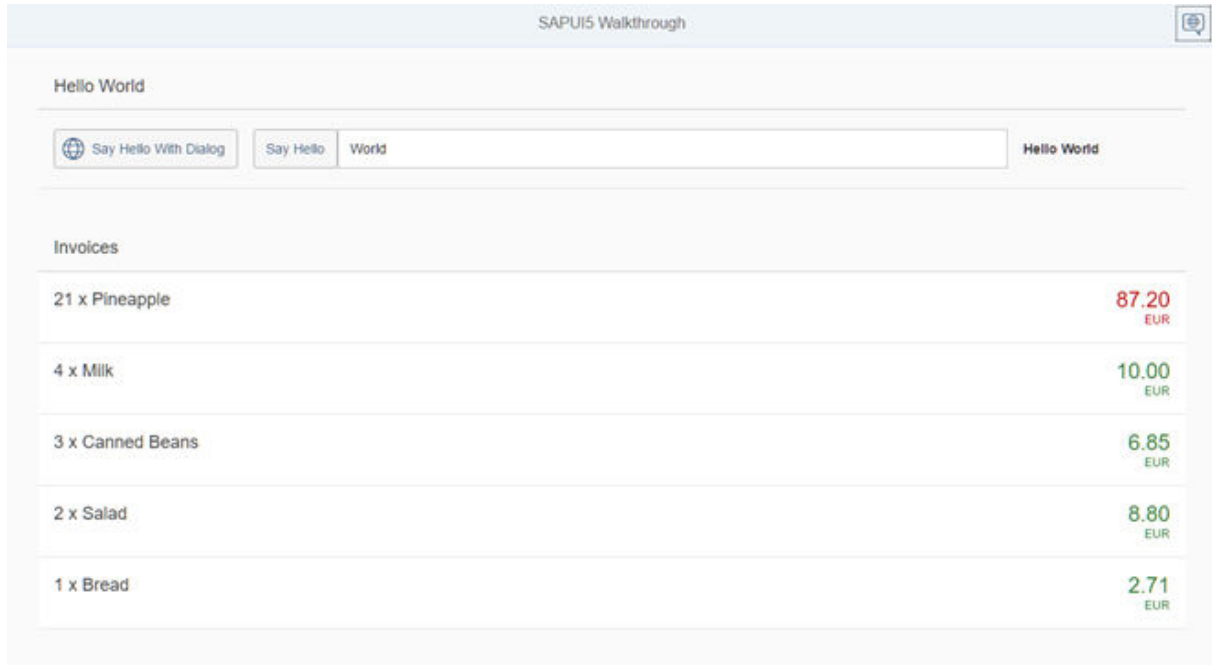 SAPUI5 Walkthrough
Hello World
Say Hello With Dialog Say Hello World Hello World
Invoices
21 x Pineapple 87.20
EUR
4 x Milk 10.00
EUR
3 x Canned Beans 6.85
EUR
2 x Salad 8.80
EUR
1 x Bread 2.71
EUR